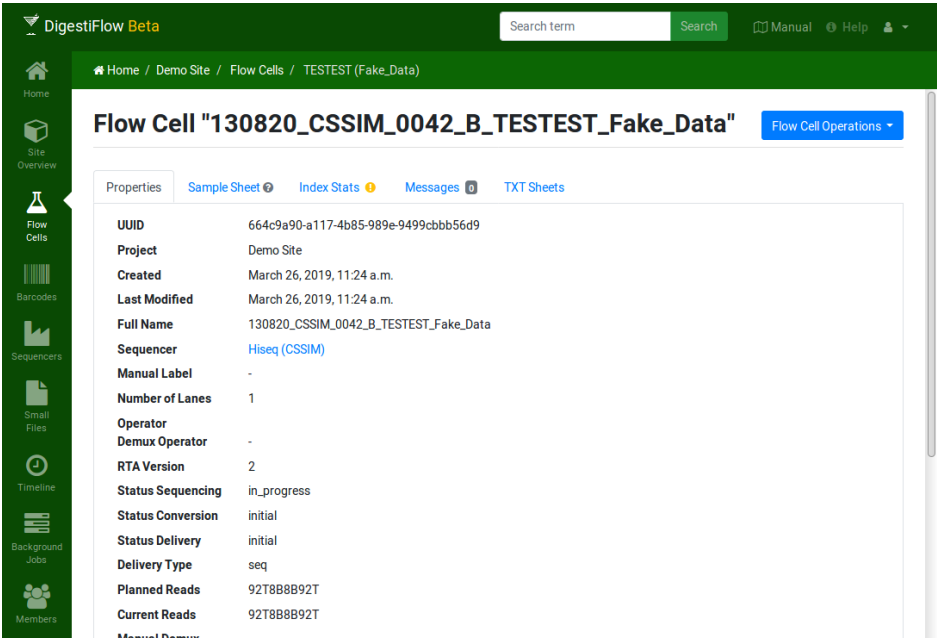 DigestiFlow Beta
Search term
Search
Manual
Help
Home / Demo Site / Flow Cells / TESTEST (Fake_Data)
Home
Site
Overview
Flow
Cells
Barcodes
Sequencers
Small
Files
Timeline
Background
Jobs
Members
Flow Cell "130820_CSSIM_0042_B_TESTEST_Fake_Data"
Flow Cell Operations
Properties
Sample Sheet
Index Stats
Messages 0
TXT Sheets
UUID 664c9a90-a117-4b85-989e-9499cbbb56d9
Project Demo Site
Created March 26, 2019, 11:24 a.m.
Last Modified March 26, 2019, 11:24 a.m.
Full Name 130820_CSSIM_0042_B_TESTEST_Fake_Data
Sequencer Hiseq (CSSIM)
Manual Label -
Number of Lanes 1
Operator
Demux Operator -
RTA Version 2
Status Sequencing in_progress
Status Conversion initial
Status Delivery initial
Delivery Type seq
Planned Reads 92T8B8B92T
Current Reads 92T8B8B92T
Manual Demux